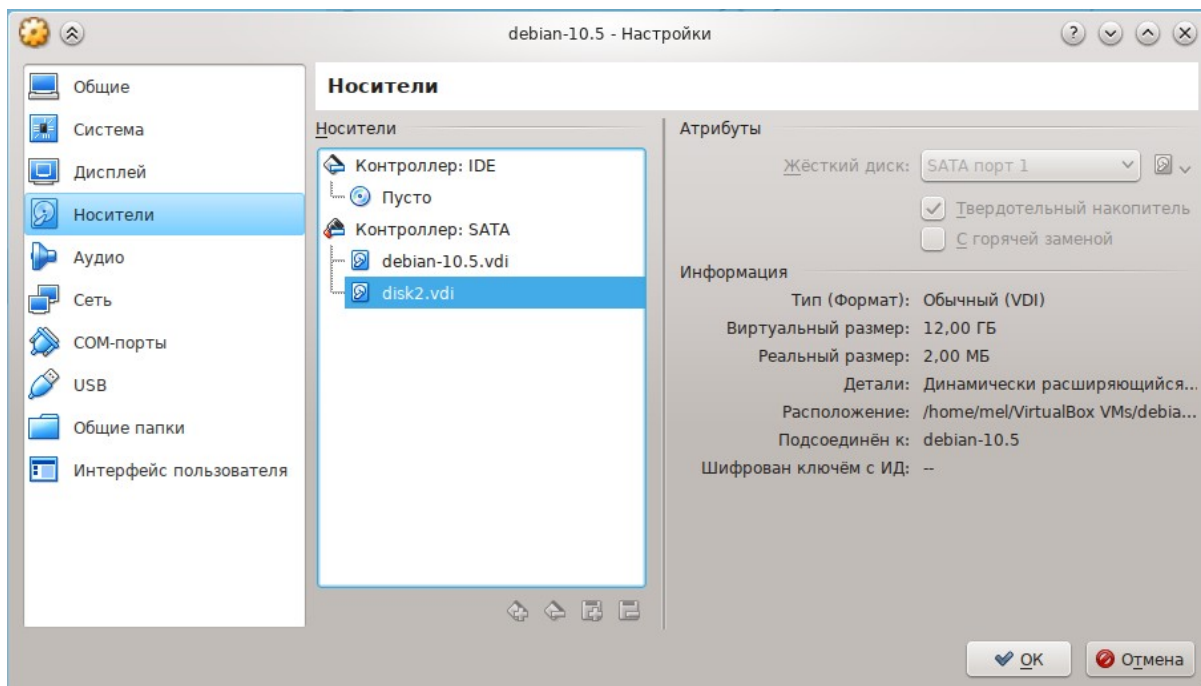 debian-10.5 - Настройки
Общие
Система
Дисплей
Носители
Аудио
Сеть
COM-порты
USB
Общие папки
Интерфейс пользователя
Носители
Носители
Контроллер: IDE
Пусто
Контроллер: SATA
debian-10.5.vdi
disk2.vdi
Атрибуты
Жёсткий диск: SATA порт 1
Твердотельный накопитель
С горячей заменой
Информация
Тип (Формат): Обычный (VDI)
Виртуальный размер: 12,00 ГБ
Реальный размер: 2,00 МБ
Детали: Динамически расширяющийся...
Расположение: /home/mel/VirtualBox VMs/debia...
Подсоединён к: debian-10.5
Шифрован ключём с ИД: --
OK
Отмена